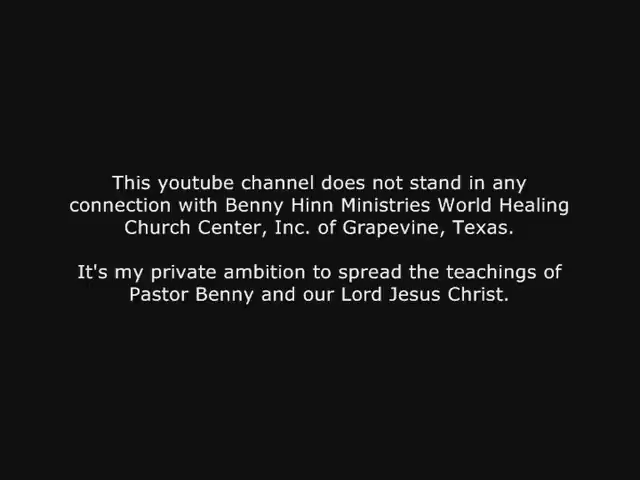 This youtube channel does not stand in any
connection with Benny Hinn Ministries World Healing
Church Center, Inc. of Grapevine, Texas.
It's my private ambition to spread the teachings of
Pastor Benny and our Lord Jesus Christ.